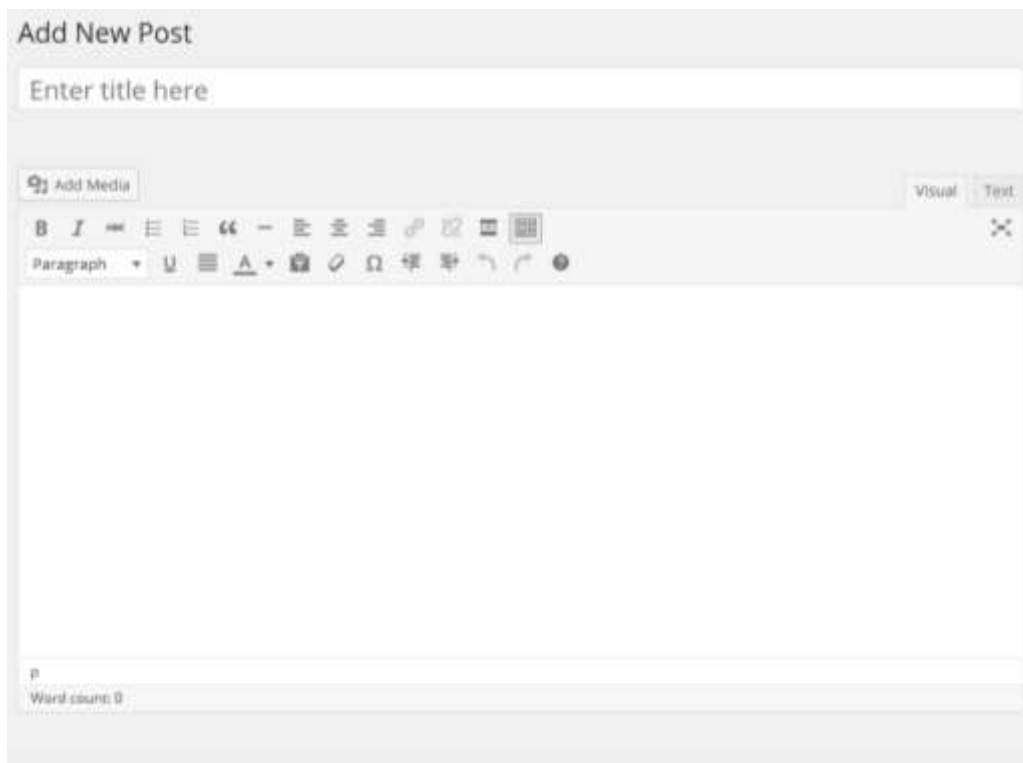 Add New Post
Enter title here
Add Media
Visual Text
B I
Paragraph U A Ω
p
Word count: 0